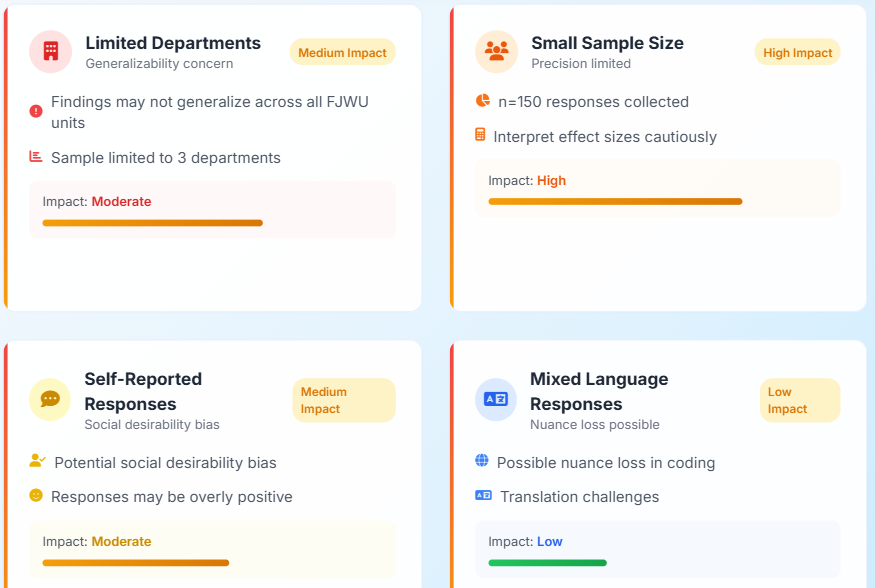 Limited Departments
Generalizability concern
Medium Impact
Findings may not generalize across all FJWU
units
Sample limited to 3 departments
Impact: Moderate
Small Sample Size
Precision limited
High Impact
n=150 responses collected
Interpret effect sizes cautiously
Impact: High
Self-Reported
Responses
Social desirability bias
Medium
Impact
Potential social desirability bias
Responses may be overly positive
Impact: Moderate
Mixed Language
Responses
Nuance loss possible
Low
Impact
Possible nuance loss in coding
Translation challenges
Impact: Low